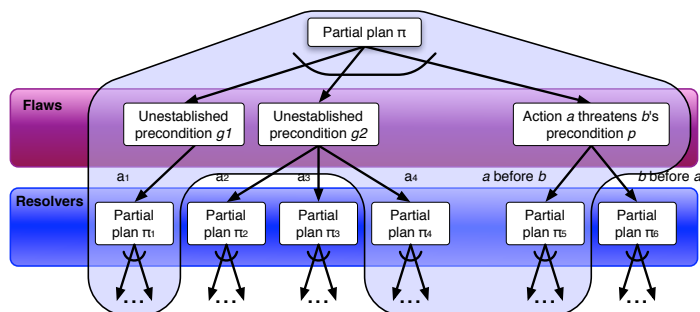 Partial plan π
Flaws
Unestablished
precondition g1
Unestablished
precondition g2
Action a threatens b's
precondition p
a1
a2
a3
a4
a before b
b before a
Resolvers
Partial
plan π1
Partial
plan π2
Partial
plan π3
Partial
plan π4
Partial
plan π5
Partial
plan π6
...
...
...
...
...
...